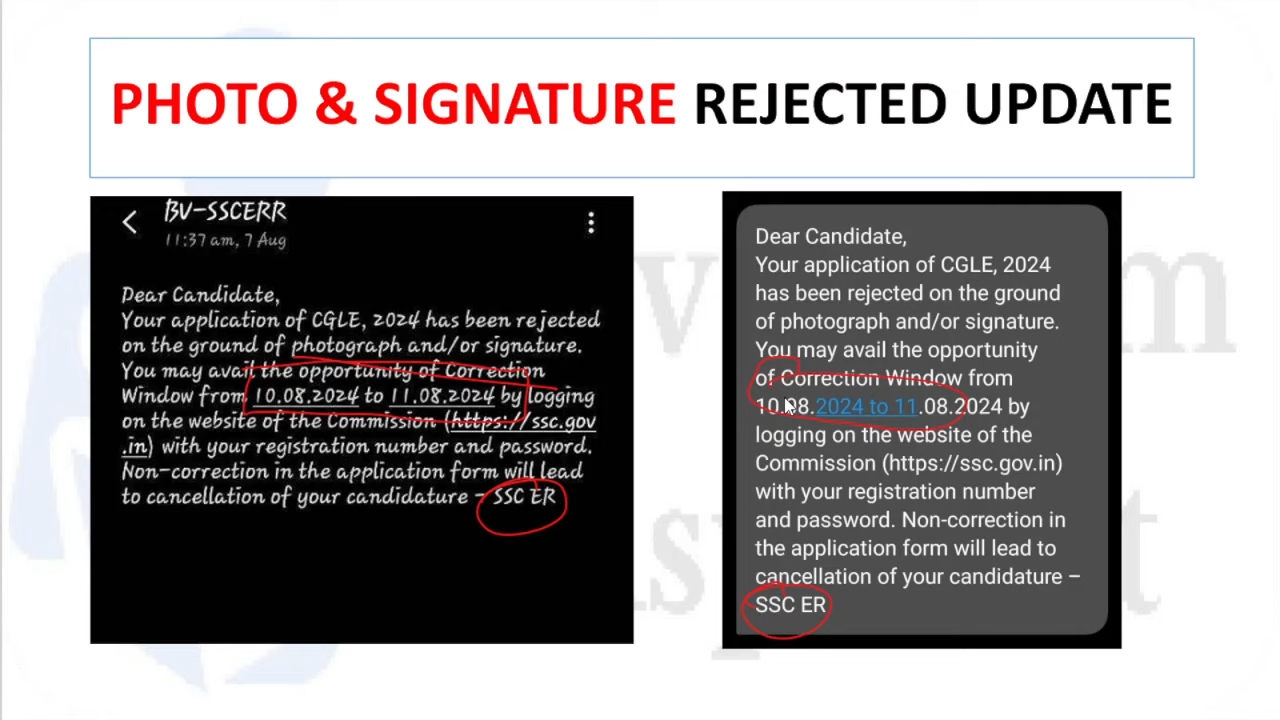 PHOTO & SIGNATURE REJECTED UPDATE
BV-SSCERR
11:37 am, 7 Aug
Dear Candidate,
Your application of CGLE, 2024 has been rejected
on the ground of photograph and/or signature.
You may avail the opportunity of Correction
Window from 10.08.2024 to 11.08.2024 by logging
on the website of the Commission (https://ssc.gov
.in) with your registration number and password.
Non-correction in the application form will lead
to cancellation of your candidature - SSC ER
Dear Candidate,
Your application of CGLE, 2024
has been rejected on the ground
of photograph and/or signature.
You may avail the opportunity
of Correction Window from
10.08.2024 to 11.08.2024 by
logging on the website of the
Commission (https://ssc.gov.in)
with your registration number
and password. Non-correction in
the application form will lead to
cancellation of your candidature –
SSC ER